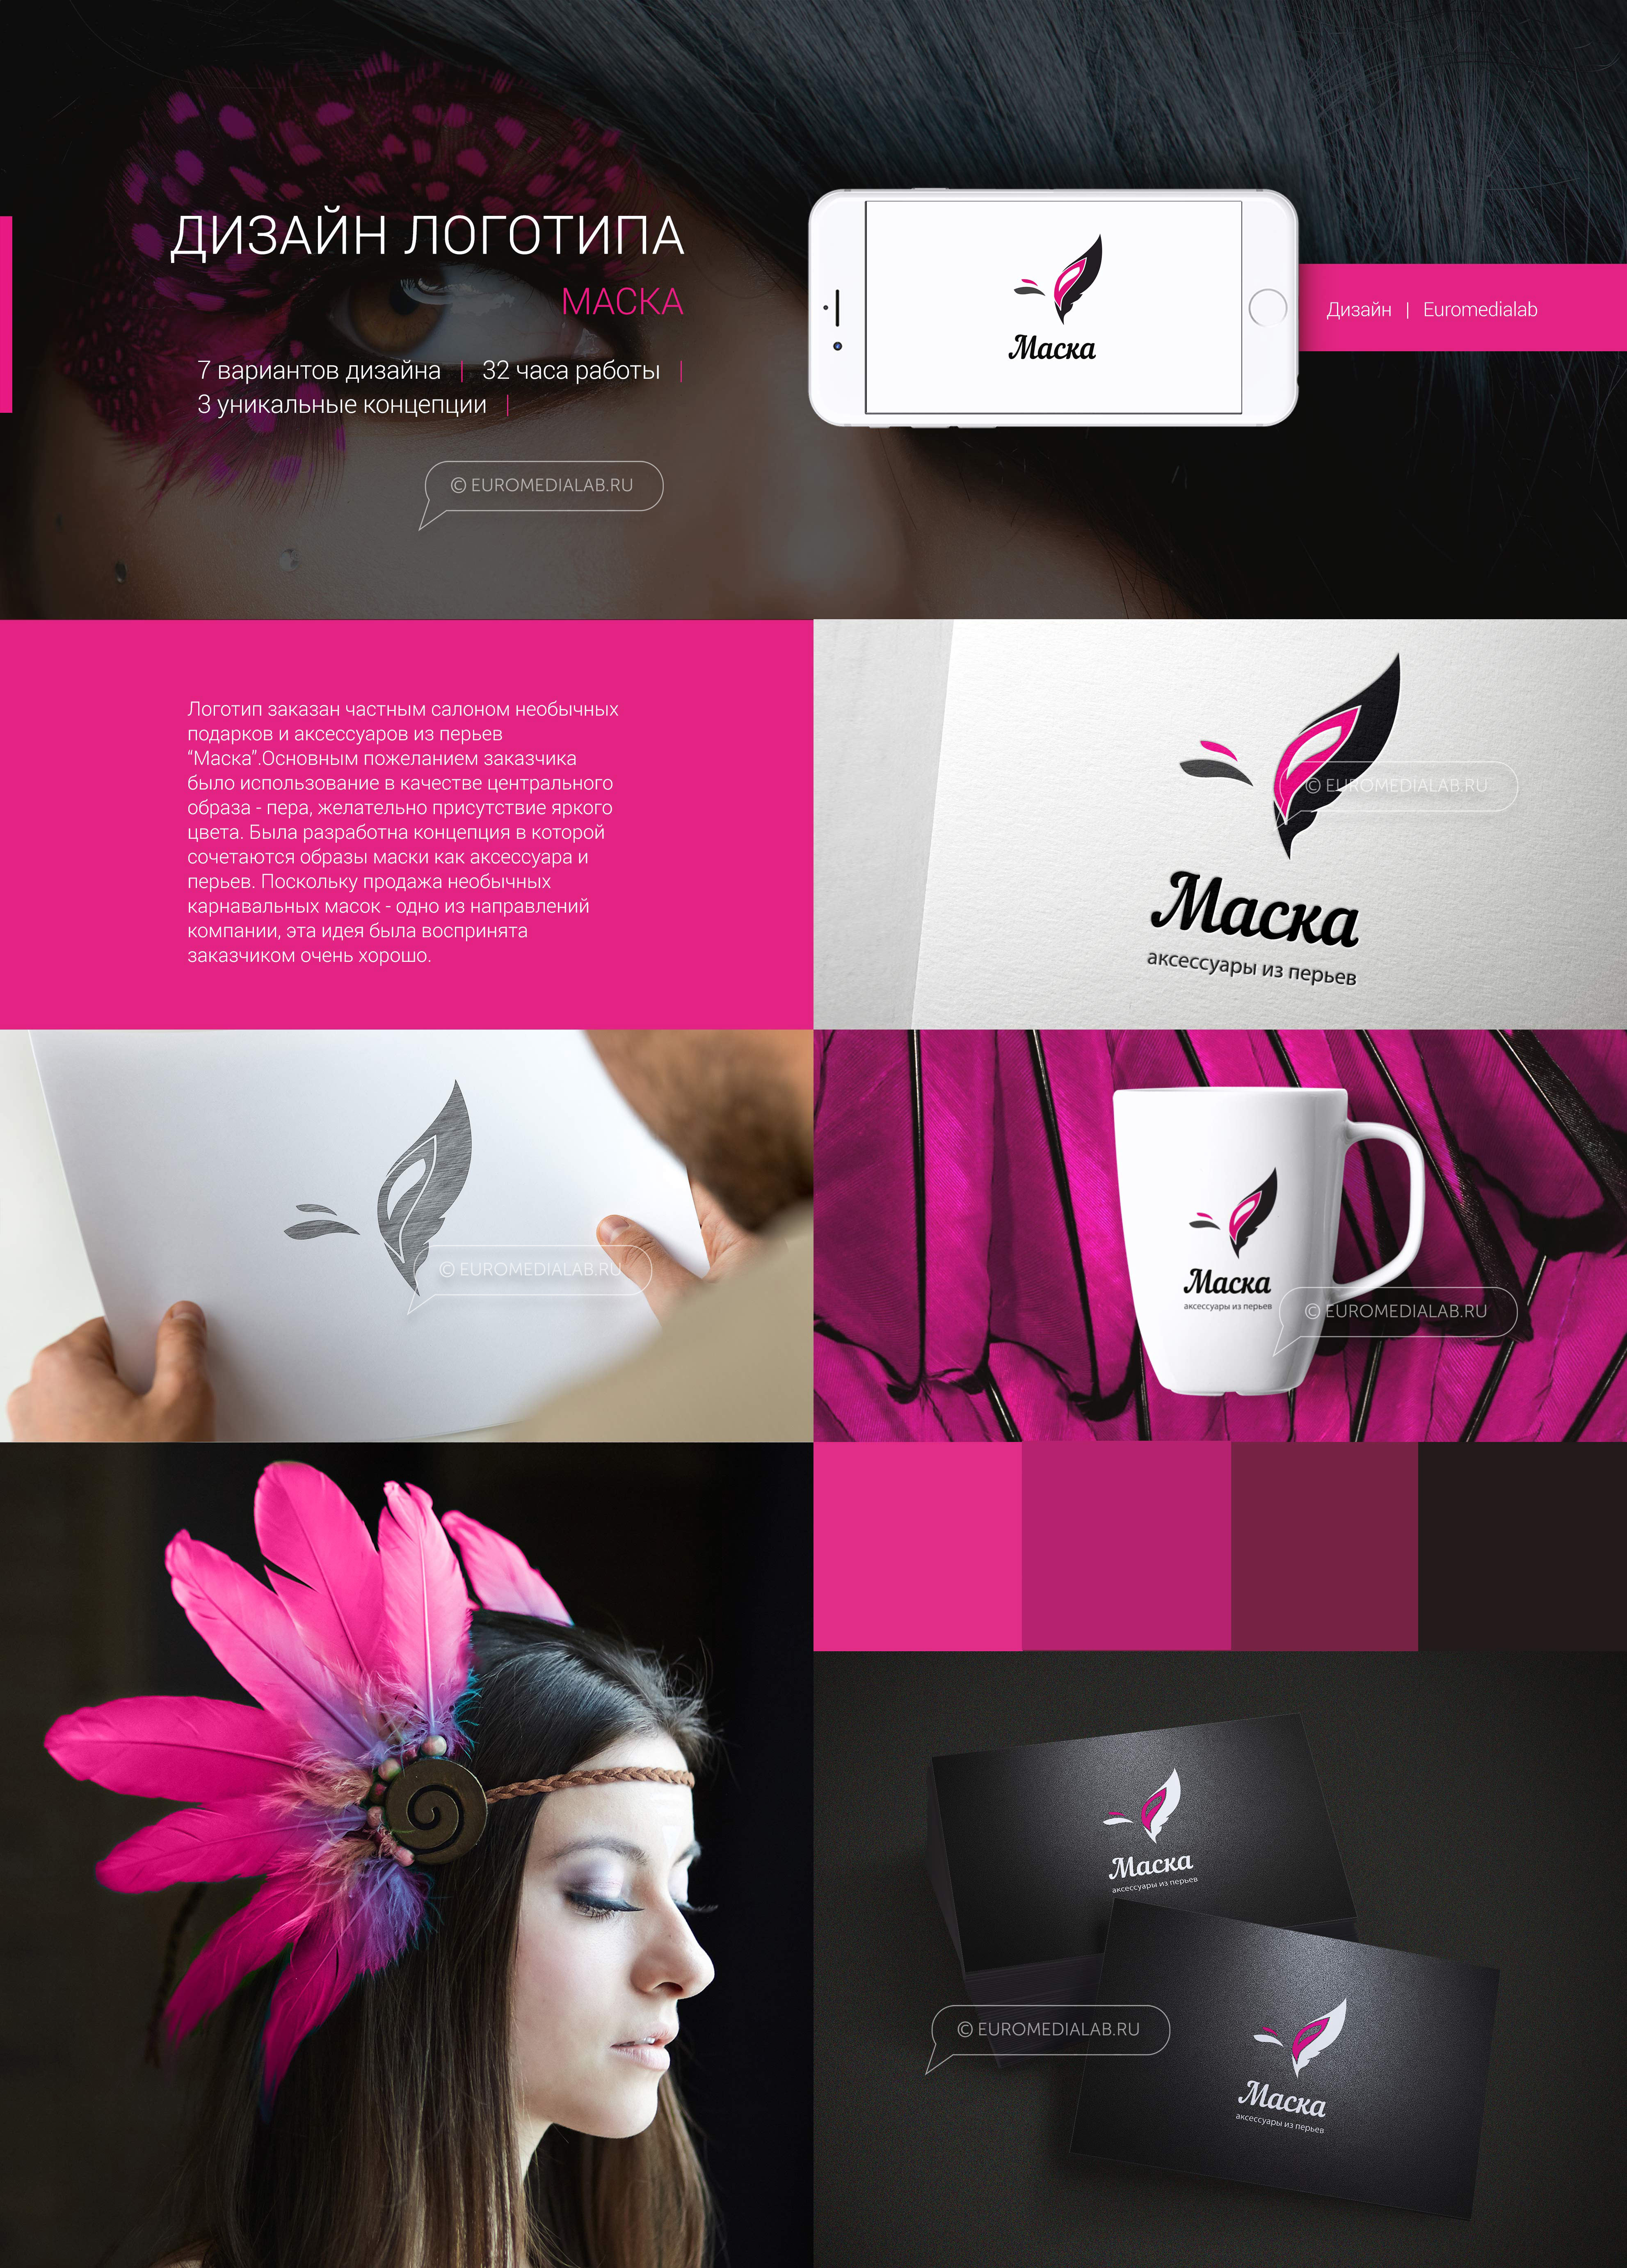 ДИЗАЙН ЛОГОТИПА
МАСКА
7 вариантов дизайна | 32 часа работы |
3 уникальные концепции |
© EUROMEDIALAB.RU
Маска
Дизайн | Euromedialab
Логотип заказан частным салоном необычных
подарков и аксессуаров из перьев
“Маска”.Основным пожеланием заказчика
было использование в качестве центрального
образа - пера, желательно присутствие яркого
цвета. Была разработна концепция в которой
сочетаются образы маски как аксессуара и
перьев. Поскольку продажа необычных
карнавальных масок - одно из направлений
компании, эта идея была воспринята
заказчиком очень хорошо.
© EUROMEDIALAB.RU
Маска
аксессуары из перьев
© EUROMEDIALAB.RU
Маска
аксессуары из перьев
© EUROMEDIALAB.RU
Маска
аксессуары из перьев
© EUROMEDIALAB.RU
Маска
аксессуары из перьев